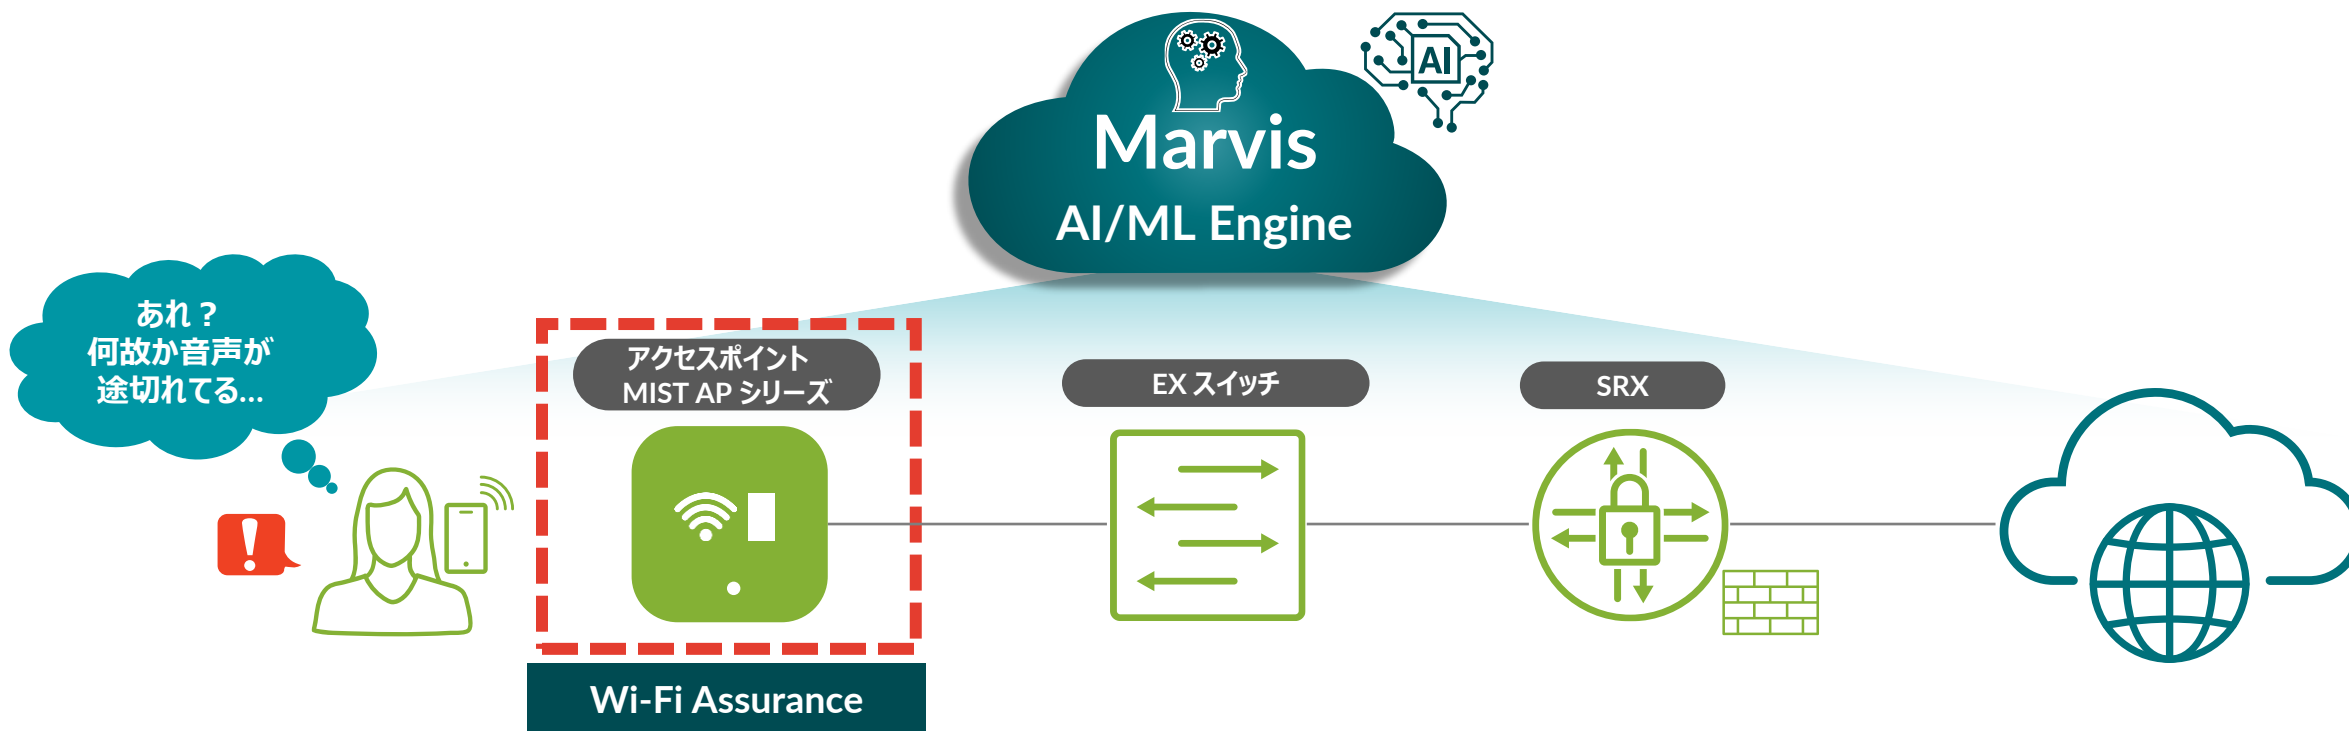 AI
Marvis
AI/ML Engine
あれ？
何故か音声が
途切れてる...
アクセスポイント
MIST AP シリーズ
EX スイッチ
SRX
Wi-Fi Assurance